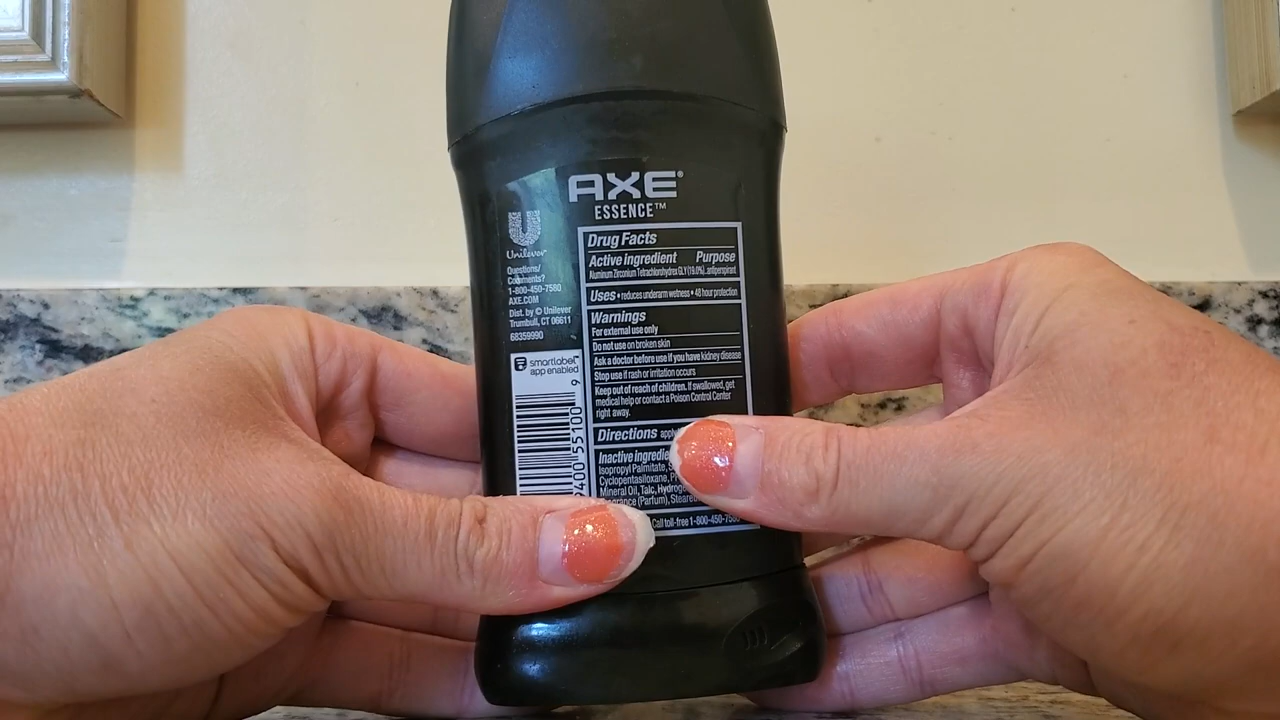 AXE®
ESSENCE™
Unilever
Questions/
Comments?
1-800-450-7580
AXE.COM
Dist. by © Unilever
Trumbull, CT 06611
68359990
smartlabel™
app enabled
400 55100 9
Drug Facts
Active ingredient Purpose
Aluminum Zirconium Tetrachlorohydrex GLY (19.0%)..antiperspirant
Uses • reduces underarm wetness • 48 hour protection
Warnings
For external use only
Do not use on broken skin
Ask a doctor before use if you have kidney disease
Stop use if rash or irritation occurs
Keep out of reach of children. If swallowed, get
medical help or contact a Poison Control Center
right away.
Directions
Inactive
Isopropyl Palmitate,
Cyclopentasiloxane,
Mineral Oil, Talc,
(Parfum),
Call toll-free 1-800-450-75